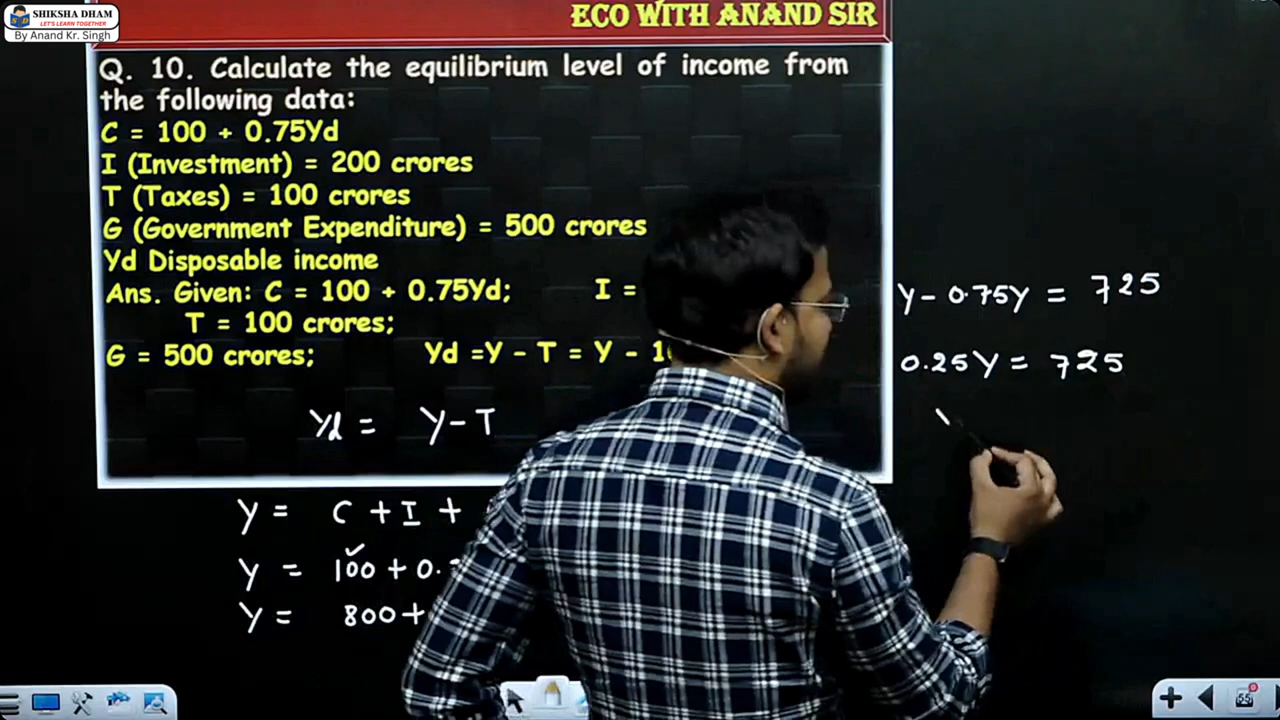 SHIKSHA DHAM
LET'S LEARN TOGETHER
By Anand Kr. Singh
ECO WITH ANAND SIR
Q. 10. Calculate the equilibrium level of income from
the following data:
C = 100 + 0.75Yd
I (Investment) = 200 crores
T (Taxes) = 100 crores
G (Government Expenditure) = 500 crores
Yd Disposable income
Ans. Given: C = 100 + 0.75Yd; I =
T = 100 crores;
G = 500 crores; Yd =Y - T = Y -
Yd = Y - T
Y = C + I +
Y = 100 + 0.
Y = 800 +
Y - 0.75Y = 725
0.25Y = 725
55